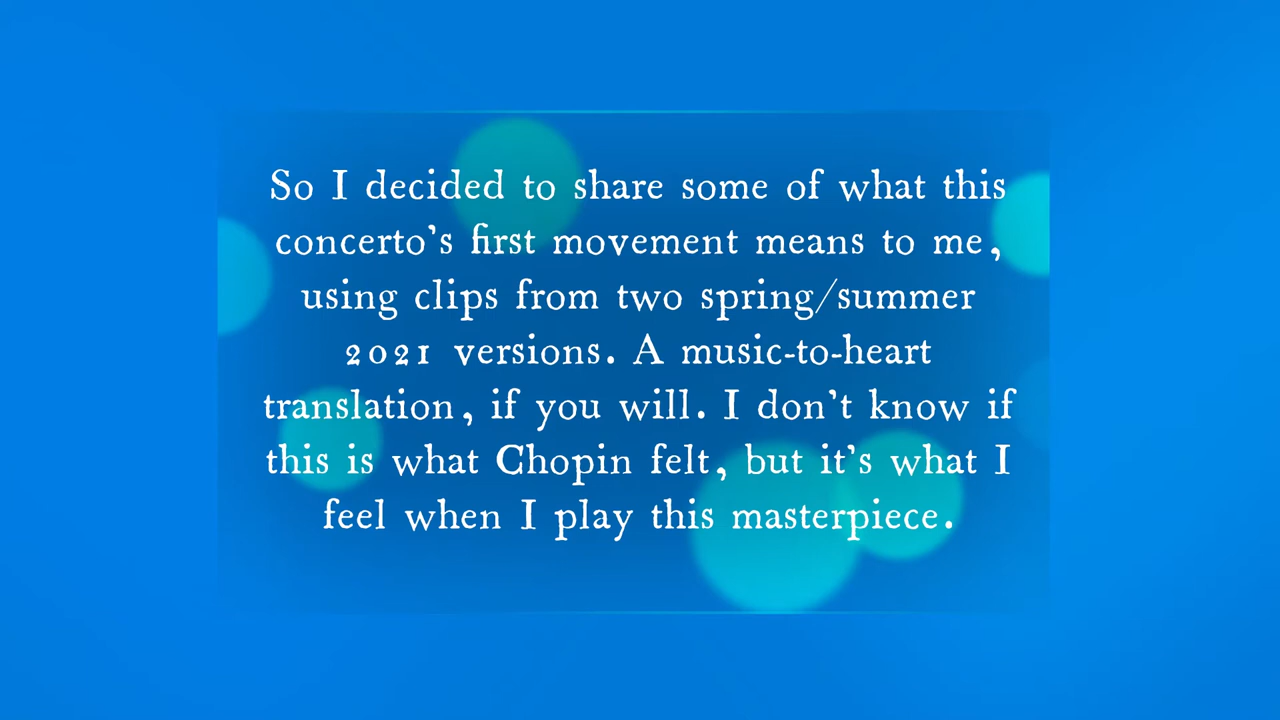 So I decided to share some of what this
concerto's first movement means to me,
using clips from two spring/summer
2021 versions. A music-to-heart
translation, if you will. I don't know if
this is what Chopin felt, but it's what I
feel when I play this masterpiece.